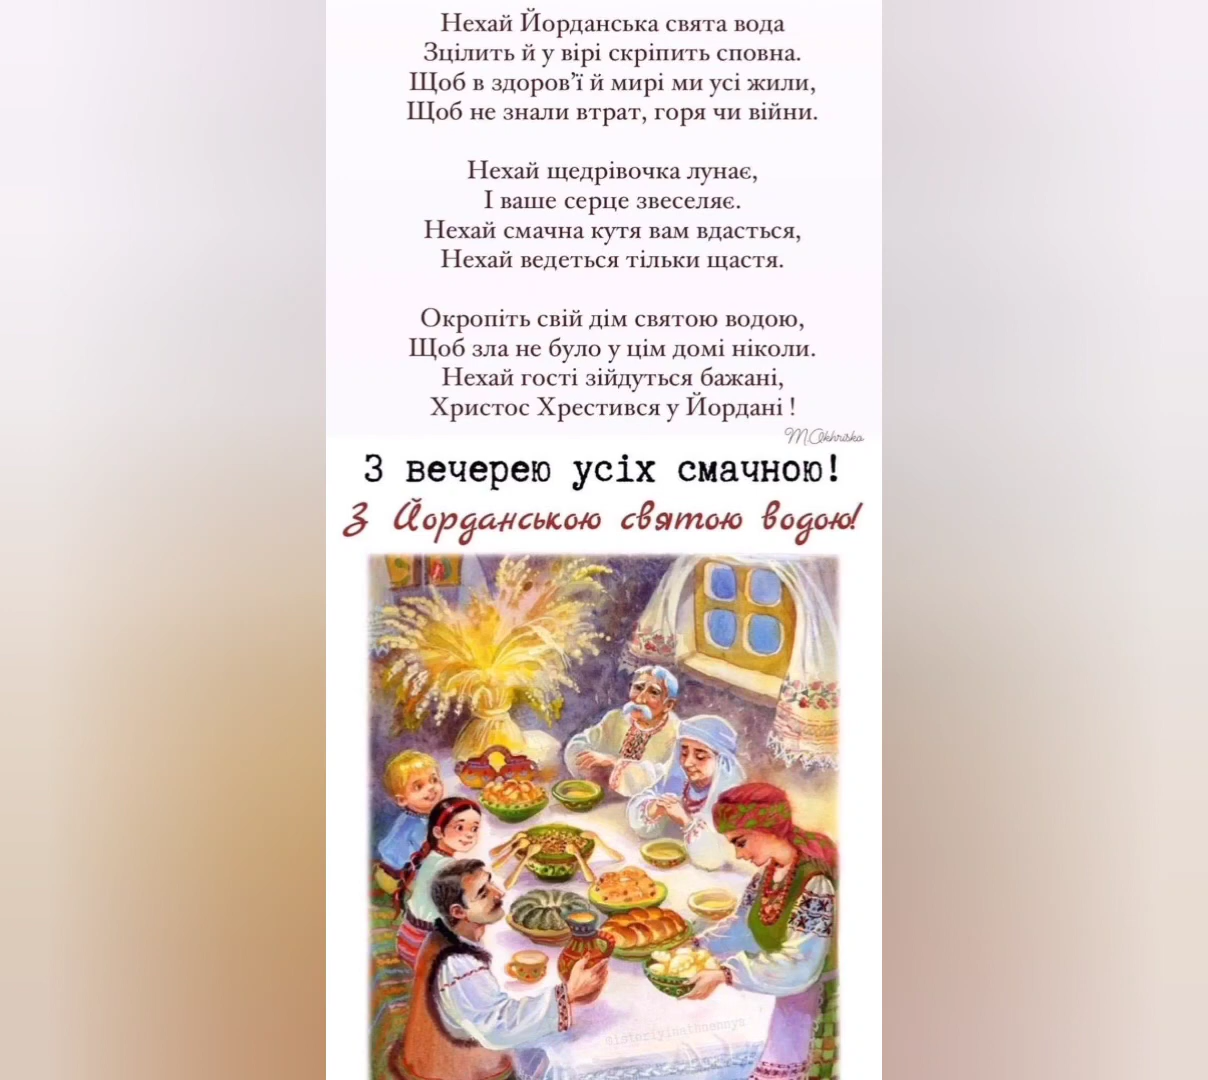 Нехай Йорданська свята вода
Зцілить й у вірі скріпить сповна.
Щоб в здоров’ї й мирі ми усі жили,
Щоб не знали втрат, горя чи війни.
Нехай щедрівочка лунає,
І ваше серце звеселяє.
Нехай смачна кутя вам вдасться,
Нехай ведеться тільки щастя.
Окропіть свій дім святою водою,
Щоб зла не було у цім домі ніколи.
Нехай гості зійдуться бажані,
Христос Хрестився у Йордані !
З вечерею усіх смачною!
З Йорданською святою водою!